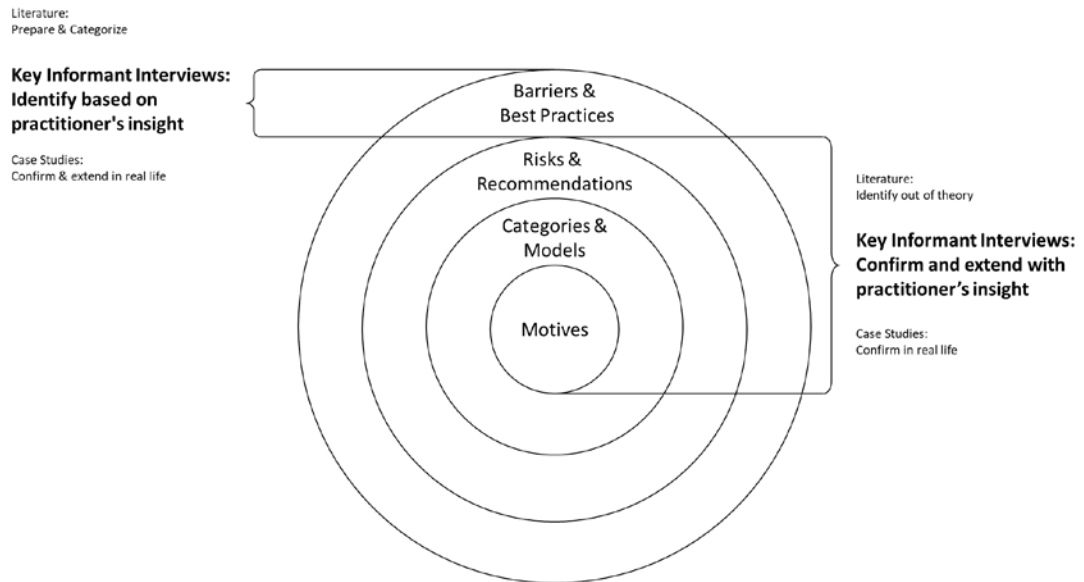 Literature:
Prepare & Categorize
Key Informant Interviews:
Identify based on
practitioner's insight
Case Studies:
Confirm & extend in real life
Barriers &
Best Practices
Risks &
Recommendations
Categories &
Models
Motives
Literature:
Identify out of theory
Key Informant Interviews:
Confirm and extend with
practitioner’s insight
Case Studies:
Confirm in real life